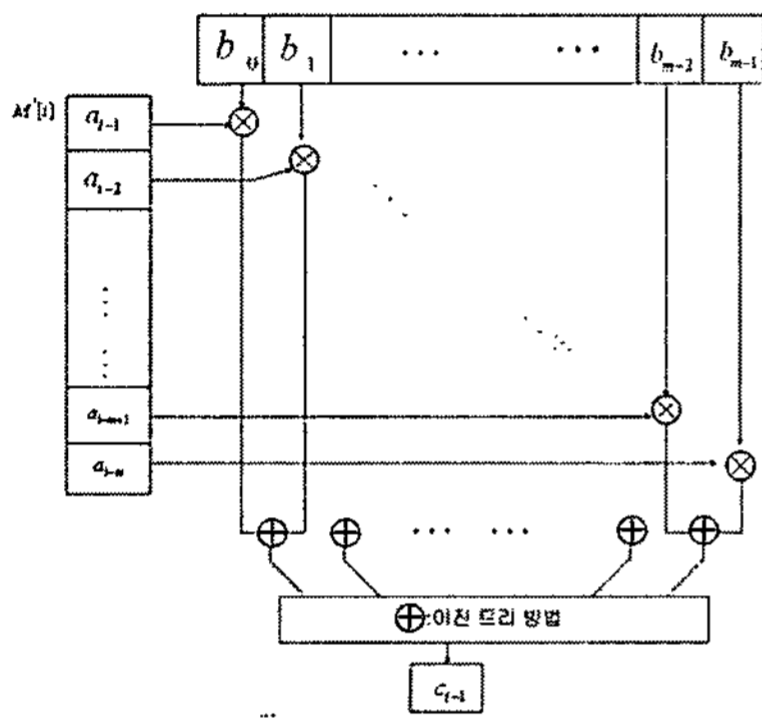 b₀ b₁ ... ... bₘ₋₂ bₘ₋₁
M'[i]
aᵢ₋₁
aᵢ₋₂
aᵢ₋ₘ₊₁
aᵢ₋ₘ
... ...
⊕:이진 트리 방법
cᵢ₋₁
...